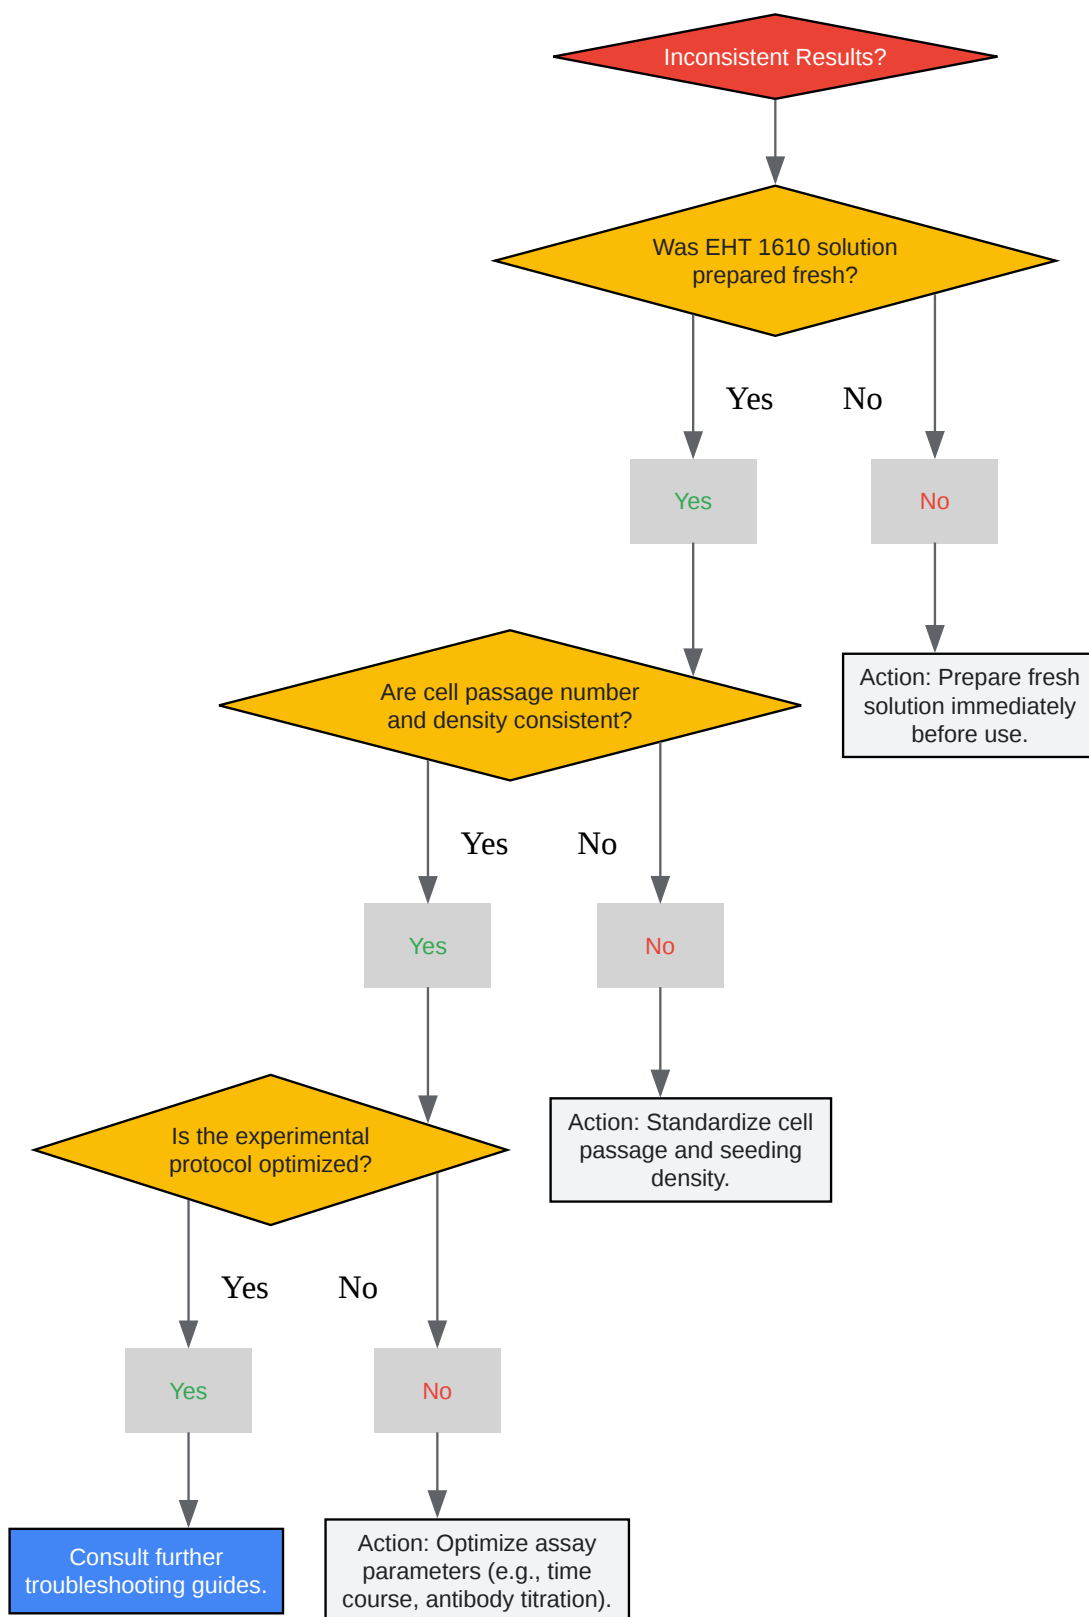 Inconsistent Results?
Was EHT 1610 solution
prepared fresh?
Yes
No
Yes
No
Are cell passage number
and density consistent?
Action: Prepare fresh
solution immediately
before use.
Yes
No
Yes
No
Is the experimental
protocol optimized?
Action: Standardize cell
passage and seeding
density.
Yes
No
Yes
No
Consult further
troubleshooting guides.
Action: Optimize assay
parameters (e.g., time
course, antibody titration).